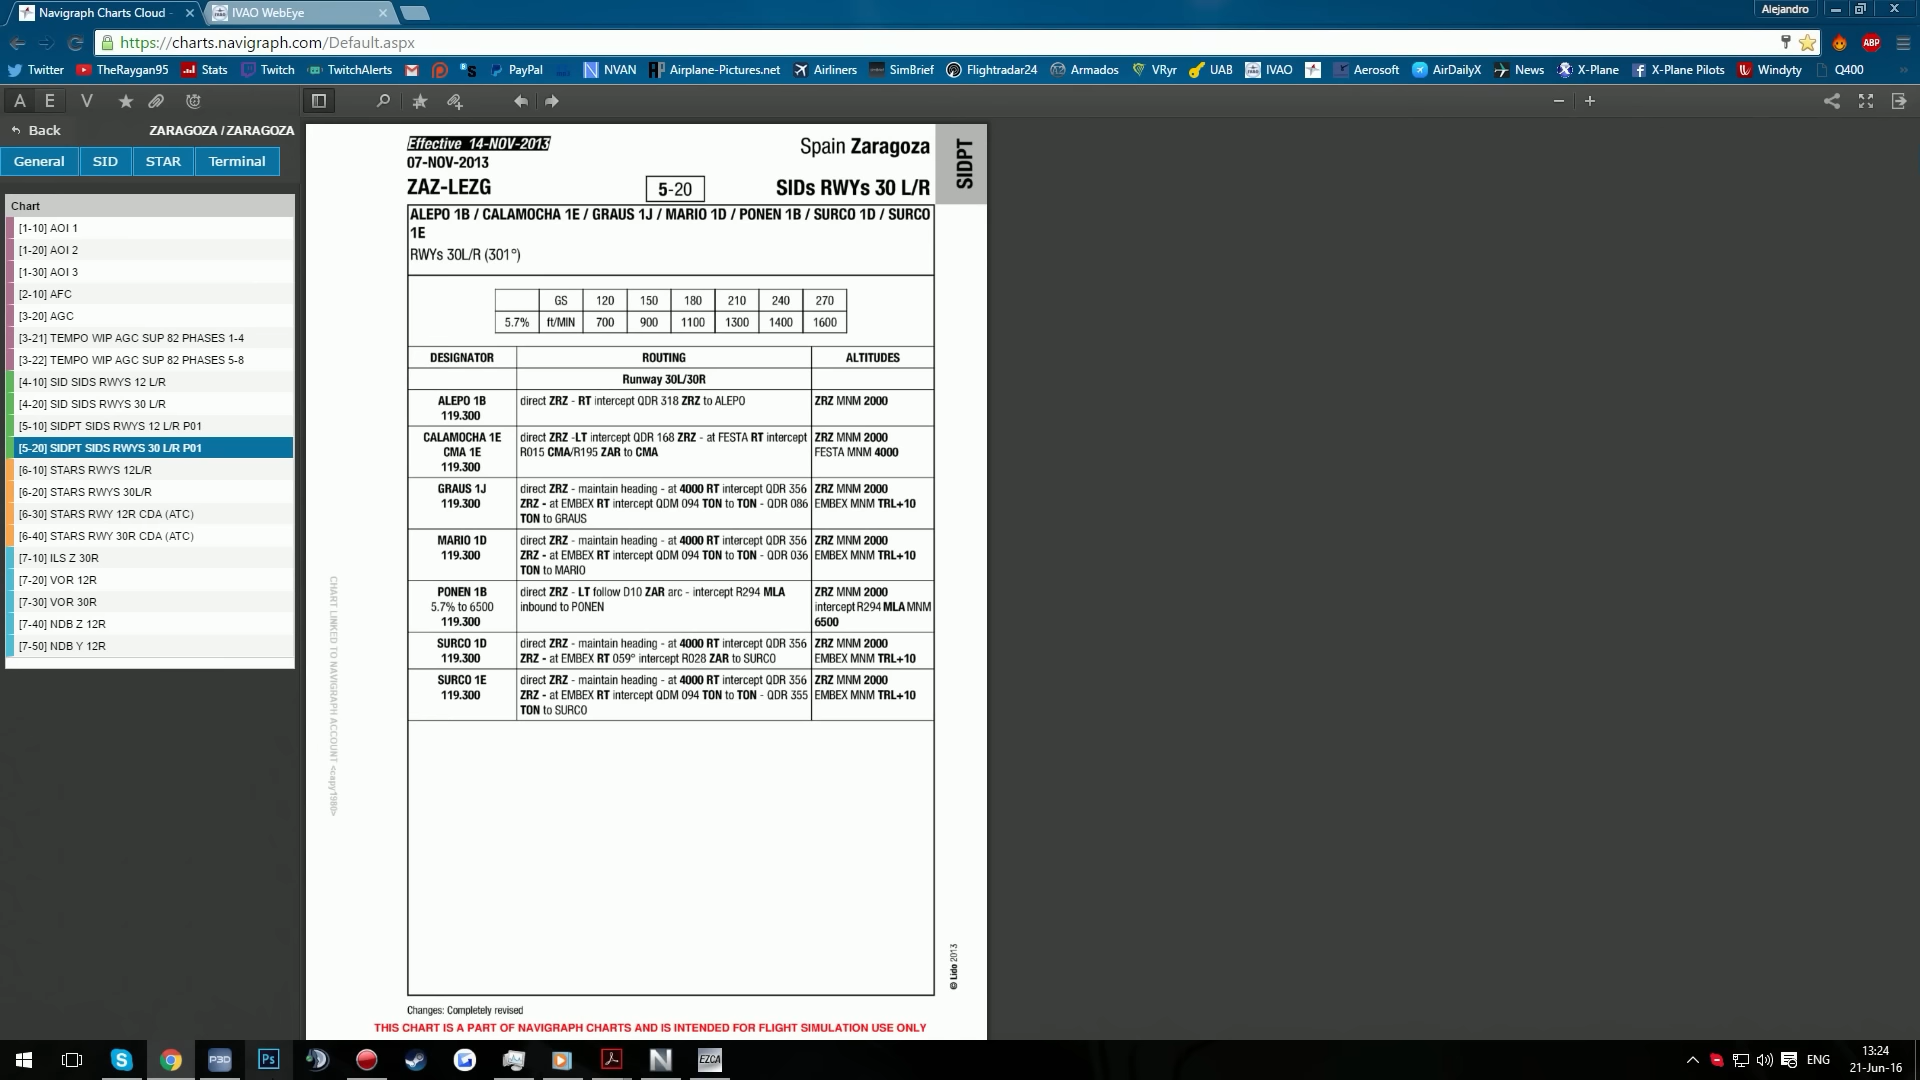 Navigraph Charts Cloud -
IVAO WebEye
Alejandro
https://charts.navigraph.com/Default.aspx
ABP
Twitter
TheRaygan95
Stats
Twitch
TwitchAlerts
PayPal
NVAN
Airplane-Pictures.net
Airliners
SimBrief
Flightradar24
Armados
VRyr
UAB
IVAO
Aerosoft
AirDailyX
News
X-Plane
X-Plane Pilots
Windyty
Q400
A E V
Back
ZARAGOZA / ZARAGOZA
General SID STAR Terminal
Chart
[1-10] AOI 1
[1-20] AOI 2
[1-30] AOI 3
[2-10] AFC
[3-20] AGC
[3-21] TEMPO WIP AGC SUP 82 PHASES 1-4
[3-22] TEMPO WIP AGC SUP 82 PHASES 5-8
[4-10] SID SIDS RWYS 12 L/R
[4-20] SID SIDS RWYS 30 L/R
[5-10] SIDPT SIDS RWYS 12 L/R P01
[5-20] SIDPT SIDS RWYS 30 L/R P01
[6-10] STARS RWYS 12L/R
[6-20] STARS RWYS 30L/R
[6-30] STARS RWY 12R CDA (ATC)
[6-40] STARS RWY 30R CDA (ATC)
[7-10] ILS Z 30R
[7-20] VOR 12R
[7-30] VOR 30R
[7-40] NDB Z 12R
[7-50] NDB Y 12R
Effective 14-NOV-2013
07-NOV-2013
Spain Zaragoza
ZAZ-LEZG
5-20
SIDs RWYs 30 L/R
SIDPT
ALEPO 1B / CALAMOCHA 1E / GRAUS 1J / MARIO 1D / PONEN 1B / SURCO 1D / SURCO
1E
RWYs 30L/R (301°)
GS 120 150 180 210 240 270
5.7% ft/MIN 700 900 1100 1300 1400 1600
DESIGNATOR ROUTING ALTITUDES
Runway 30L/30R
ALEPO 1B
119.300
direct ZRZ - RT intercept QDR 318 ZRZ to ALEPO
ZRZ MNM 2000
CALAMOCHA 1E
CMA 1E
119.300
direct ZRZ -LT intercept QDR 168 ZRZ - at FESTA RT intercept
R015 CMA/R195 ZAR to CMA
ZRZ MNM 2000
FESTA MNM 4000
GRAUS 1J
119.300
direct ZRZ - maintain heading - at 4000 RT intercept QDR 356
ZRZ - at EMBEX RT intercept QDM 094 TON to TON - QDR 086
TON to GRAUS
ZRZ MNM 2000
EMBEX MNM TRL+10
MARIO 1D
119.300
direct ZRZ - maintain heading - at 4000 RT intercept QDR 356
ZRZ - at EMBEX RT intercept QDM 094 TON to TON - QDR 036
TON to MARIO
ZRZ MNM 2000
EMBEX MNM TRL+10
PONEN 1B
5.7% to 6500
119.300
direct ZRZ - LT follow D10 ZAR arc - intercept R294 MLA
inbound to PONEN
ZRZ MNM 2000
intercept R294 MLA MNM
6500
SURCO 1D
119.300
direct ZRZ - maintain heading - at 4000 RT intercept QDR 356
ZRZ - at EMBEX RT 059° intercept R028 ZAR to SURCO
ZRZ MNM 2000
EMBEX MNM TRL+10
SURCO 1E
119.300
direct ZRZ - maintain heading - at 4000 RT intercept QDR 356
ZRZ - at EMBEX RT intercept QDM 094 TON to TON - QDR 355
TON to SURCO
ZRZ MNM 2000
EMBEX MNM TRL+10
CHART LINKED TO NAVIGRAPH ACCOUNT <capy1980>
© Lido 2013
Changes: Completely revised
THIS CHART IS A PART OF NAVIGRAPH CHARTS AND IS INTENDED FOR FLIGHT SIMULATION USE ONLY
P3D
Ps
EZCA
ENG
13:24
21-Jun-16